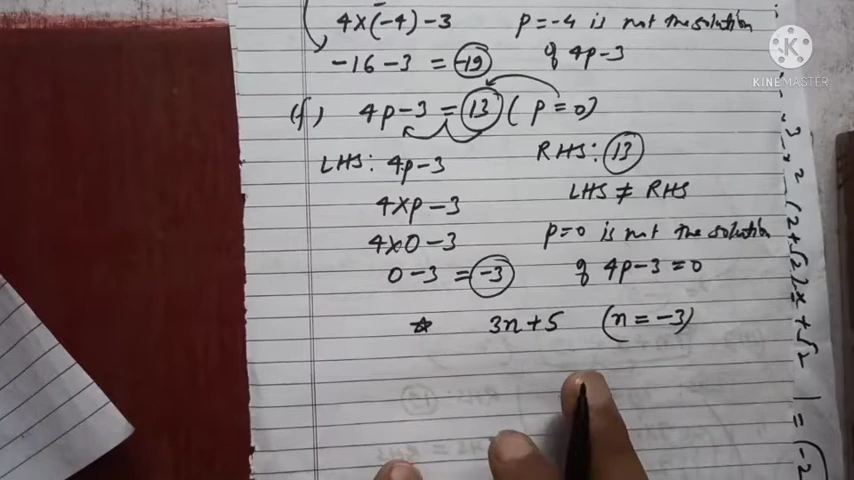 4×(-4)-3 p=-4 is not the solution
-16-3 = -19 of 4p-3
KINEMASTER
(f) 4p-3 = 13 (p=0)
LHS: 4p-3 RHS: 13
4×p-3 LHS ≠ RHS
4×0-3 p=0 is not the solution
0-3 = -3 of 4p-3=0
☆ 3n+5 (n=-3)